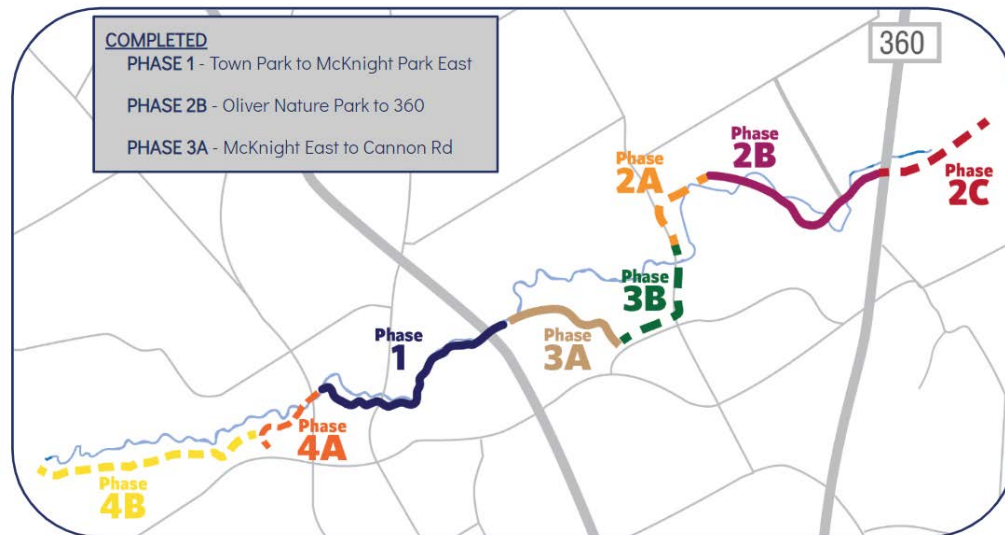 COMPLETED
PHASE 1 - Town Park to McKnight Park East
PHASE 2B - Oliver Nature Park to 360
PHASE 3A - McKnight East to Cannon Rd
360
Phase
2B
Phase
2A
Phase
2C
Phase
3B
Phase
1
Phase
3A
Phase
4A
Phase
4B